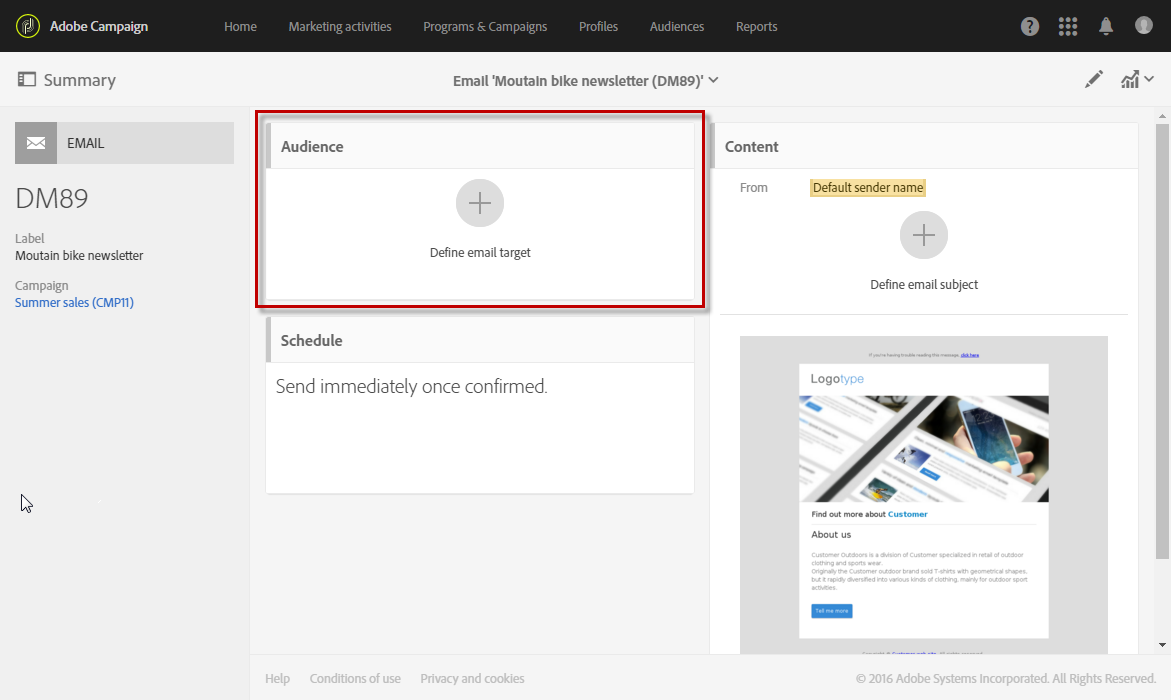 Adobe Campaign
Home
Marketing activities
Programs & Campaigns
Profiles
Audiences
Reports
?
Summary
Email 'Moutain bike newsletter (DM89)'
EMAIL
DM89
Label
Moutain bike newsletter
Campaign
Summer sales (CMP11)
Audience
Define email target
Schedule
Send immediately once confirmed.
Content
From Default sender name
Define email subject
If you're having trouble reading this message, click here
Logotype
Find out more about Customer
About us
Customer Outdoors is a division of Customer specialized in retail of outdoor
clothing and sports wear.
Originally the Customer outdoor brand sold T-shirts with geometrical shapes,
but it rapidly diversified into various kinds of clothing, mainly for outdoor sport
activities.
Tell me more
Help
Conditions of use
Privacy and cookies
© 2016 Adobe Systems Incorporated. All Rights Reserved.